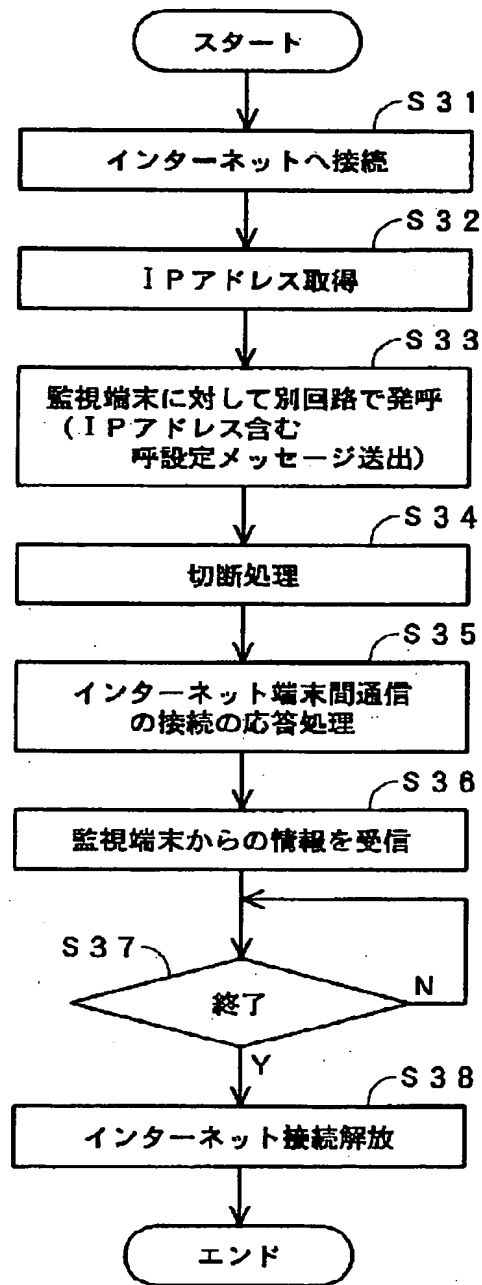 スタート
S31
インターネットへ接続
S32
IPアドレス取得
S33
監視端末に対して別回路で発呼
(IPアドレス含む
呼設定メッセージ送出)
S34
切断処理
S35
インターネット端末間通信
の接続の応答処理
S36
監視端末からの情報を受信
S37
終了
N
Y
S38
インターネット接続解放
エンド